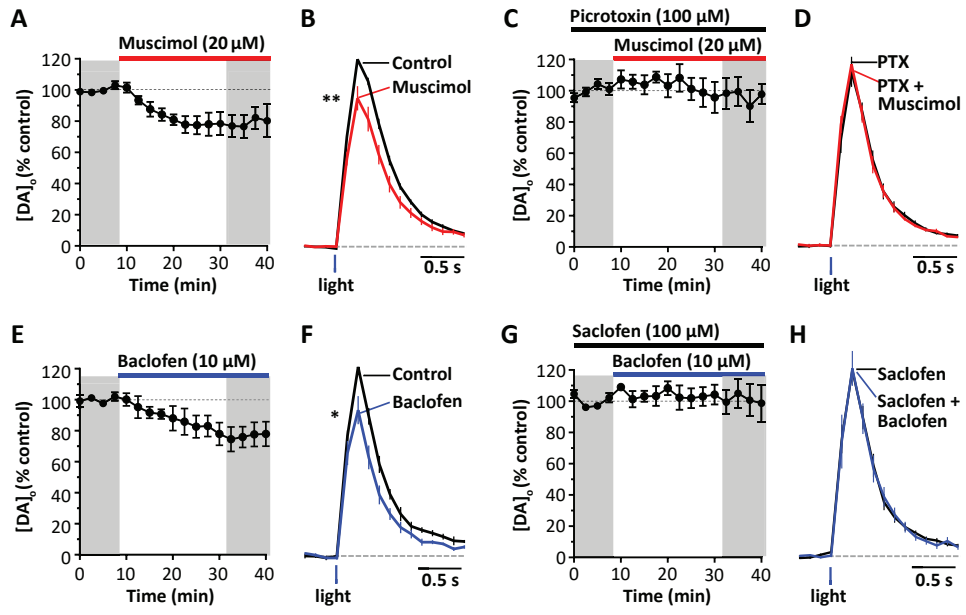 A
Muscimol (20 µM)
120
100
80
60
40
20
0
[DA]o (% control)
0 10 20 30 40
Time (min)
B
Control
Muscimol
**
0.5 s
light
C
Picrotoxin (100 µM)
Muscimol (20 µM)
120
100
80
60
40
20
0
[DA]o (% control)
0 10 20 30 40
Time (min)
D
PTX
PTX +
Muscimol
0.5 s
light
E
Baclofen (10 µM)
120
100
80
60
40
20
0
[DA]o (% control)
0 10 20 30 40
Time (min)
F
Control
Baclofen
*
0.5 s
light
G
Saclofen (100 µM)
Baclofen (10 µM)
120
100
80
60
40
20
0
[DA]o (% control)
0 10 20 30 40
Time (min)
H
Saclofen
Saclofen +
Baclofen
0.5 s
light